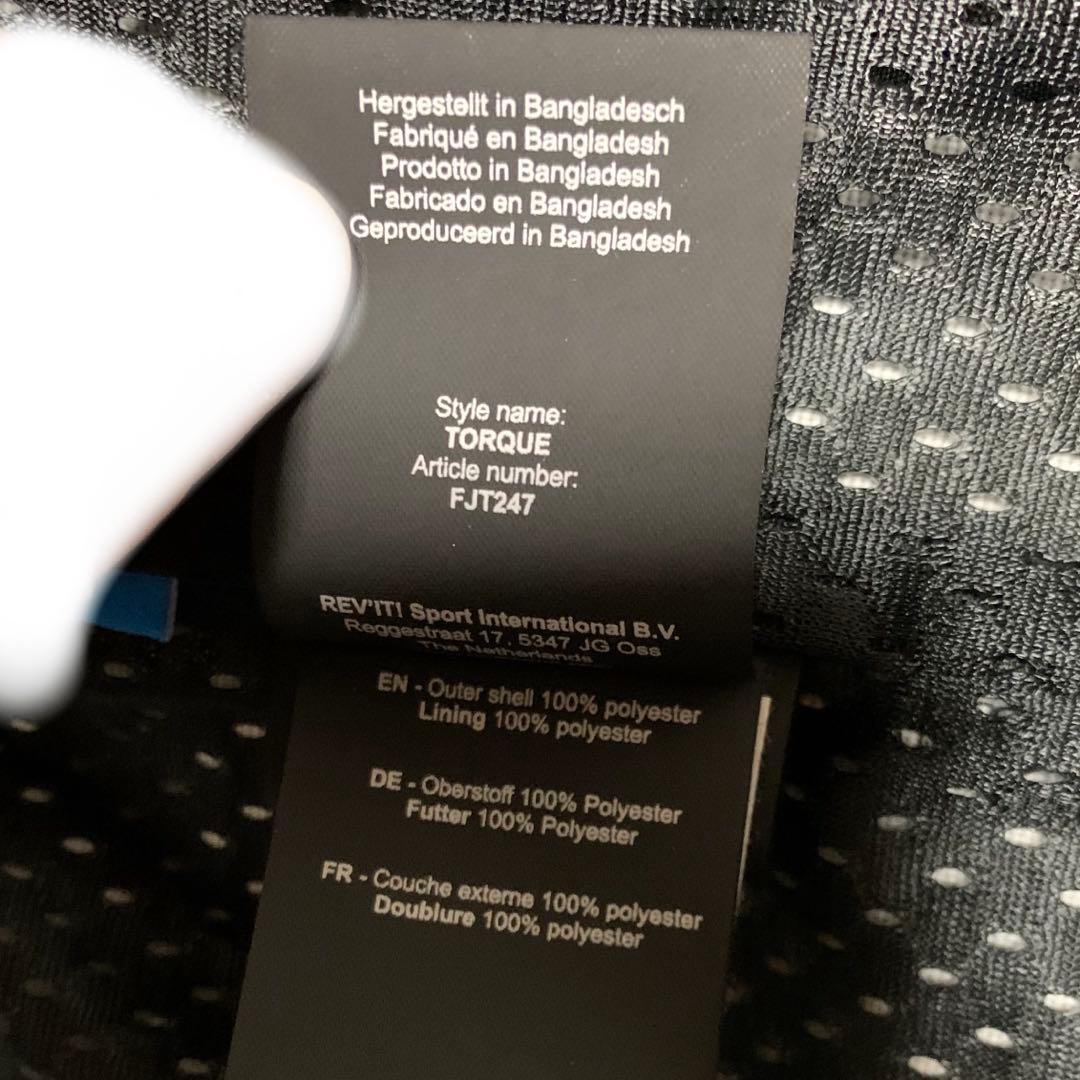 Hergestellt in Bangladesch
Fabriqué en Bangladesh
Prodotto in Bangladesh
Fabricado en Bangladesh
Geproduceerd in Bangladesh
Style name:
TORQUE
Article number:
FJT247
REV'IT! Sport International B.V.
Reggestraat 17, 5347 JG Oss
The Netherlands
EN - Outer shell 100% polyester
Lining 100% polyester
DE - Oberstoff 100% Polyester
Futter 100% Polyester
FR - Couche externe 100% polyester
Doublure 100% polyester